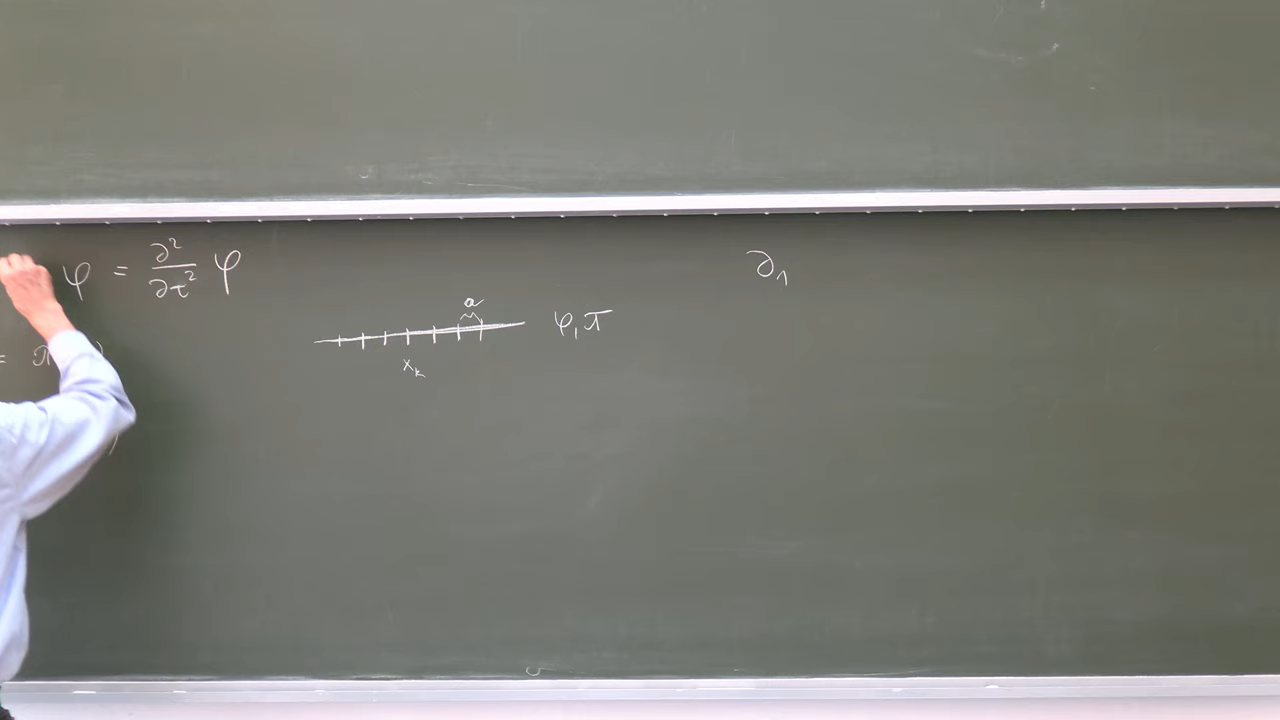 φ = ∂²/∂τ² φ
∂₁
a
φ, π
= π
x_k